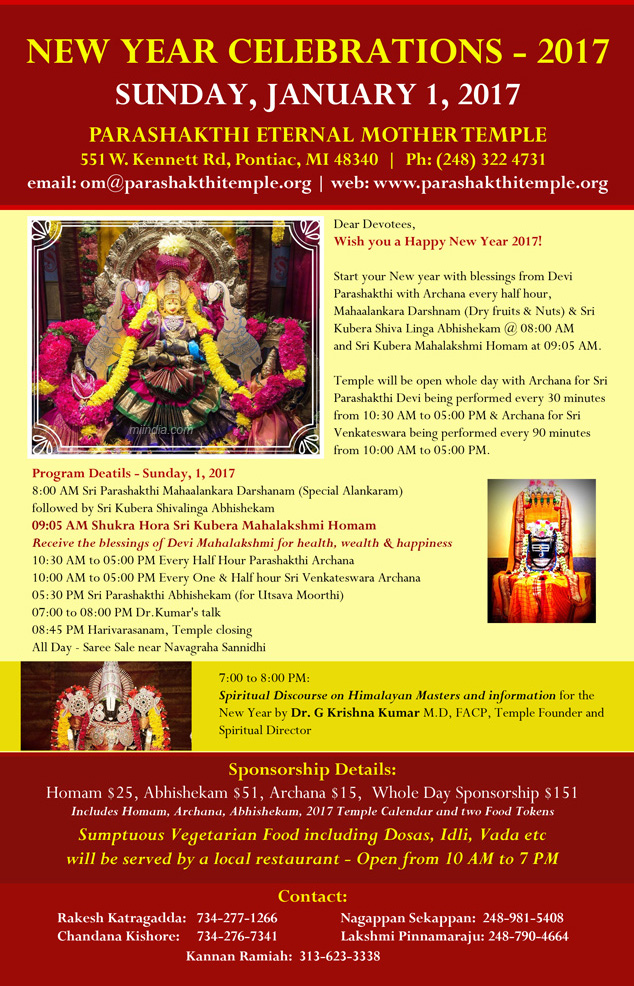 NEW YEAR CELEBRATIONS - 2017
SUNDAY, JANUARY 1, 2017
PARASHAKTHI ETERNAL MOTHER TEMPLE
551 W. Kennett Rd, Pontiac, MI 48340 | Ph: (248) 322 4731
email: om@parashakthitemple.org | web: www.parashakthitemple.org
Dear Devotees,
Wish you a Happy New Year 2017!
Start your New year with blessings from Devi
Parashakthi with Archana every half hour,
Mahaalankara Darshnam (Dry fruits & Nuts) & Sri
Kubera Shiva Linga Abhishekam @ 08:00 AM
and Sri Kubera Mahalakshmi Homam at 09:05 AM.
Temple will be open whole day with Archana for Sri
Parashakthi Devi being performed every 30 minutes
from 10:30 AM to 05:00 PM & Archana for Sri
Venkateswara being performed every 90 minutes
from 10:00 AM to 05:00 PM.
miindia.com
Program Deatils - Sunday, 1, 2017
8:00 AM Sri Parashakthi Mahaalankara Darshanam (Special Alankaram)
followed by Sri Kubera Shivalinga Abhishekam
09:05 AM Shukra Hora Sri Kubera Mahalakshmi Homam
Receive the blessings of Devi Mahalakshmi for health, wealth & happiness
10:30 AM to 05:00 PM Every Half Hour Parashakthi Archana
10:00 AM to 05:00 PM Every One & Half hour Sri Venkateswara Archana
05:30 PM Sri Parashakthi Abhishekam (for Utsava Moorthi)
07:00 to 08:00 PM Dr.Kumar's talk
08:45 PM Harivarasanam, Temple closing
All Day - Saree Sale near Navagraha Sannidhi
7:00 to 8:00 PM:
Spiritual Discourse on Himalayan Masters and information for the
New Year by Dr. G Krishna Kumar M.D, FACP, Temple Founder and
Spiritual Director
Sponsorship Details:
Homam $25, Abhishekam $51, Archana $15, Whole Day Sponsorship $151
Includes Homam, Archana, Abhishekam, 2017 Temple Calendar and two Food Tokens
Sumptuous Vegetarian Food including Dosas, Idli, Vada etc
will be served by a local restaurant - Open from 10 AM to 7 PM
Contact:
Rakesh Katragadda: 734-277-1266 Nagappan Sekappan: 248-981-5408
Chandana Kishore: 734-276-7341 Lakshmi Pinnamaraju: 248-790-4664
Kannan Ramiah: 313-623-3338